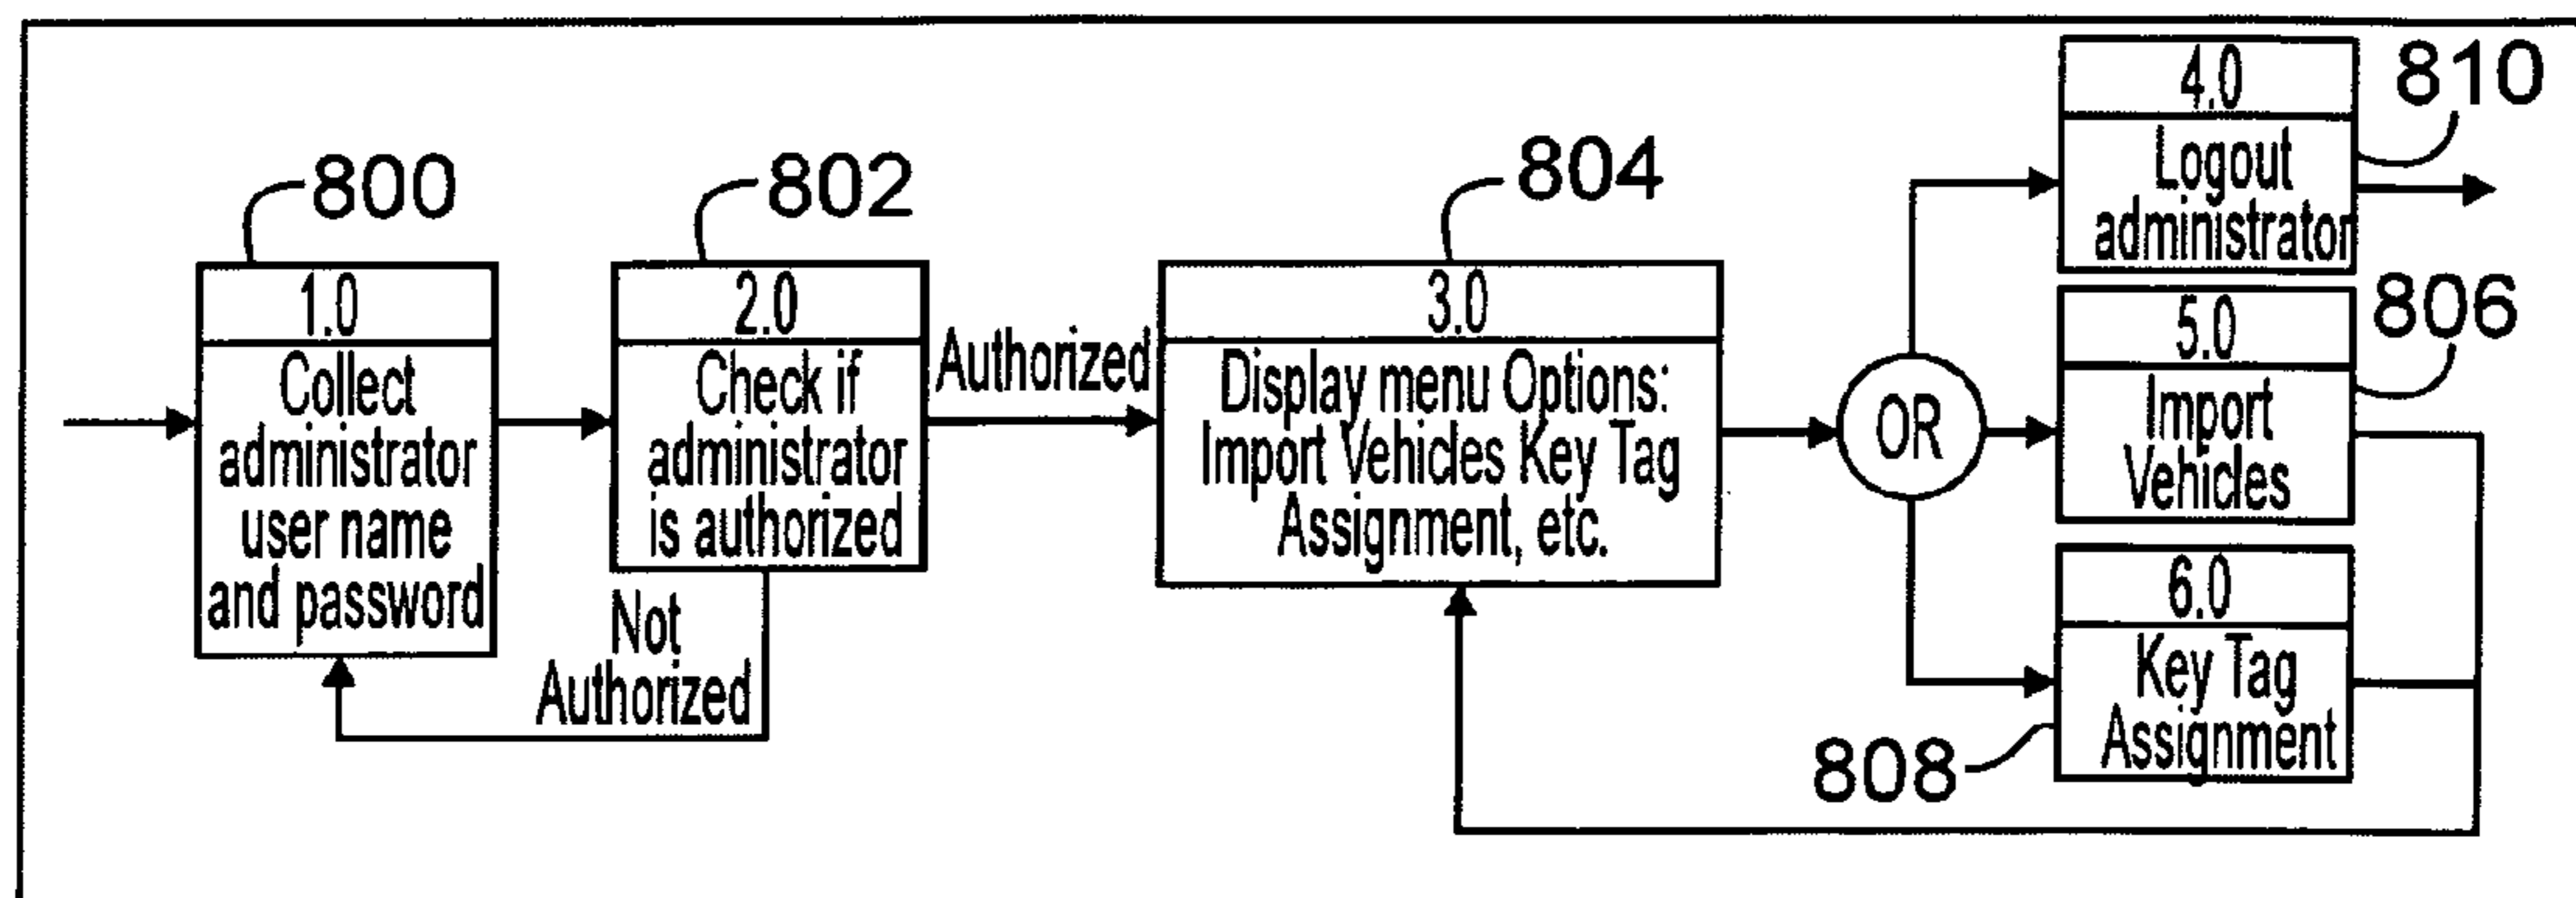 800
1.0
Collect
administrator
user name
and password
802
2.0
Check if
administrator
is authorized
Authorized
Not
Authorized
804
3.0
Display menu Options:
Import Vehicles Key Tag
Assignment, etc.
OR
810
4.0
Logout
administrator
806
5.0
Import
Vehicles
808
6.0
Key Tag
Assignment